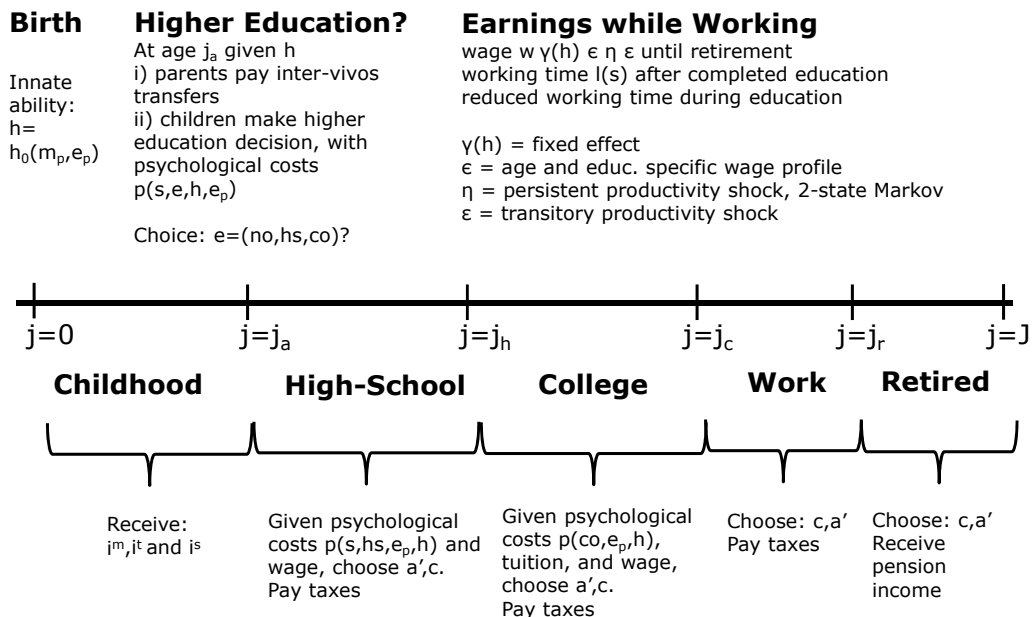 Birth
Innate
ability:
h=
h₀(mₚ,eₚ)
Higher Education?
At age jₐ given h
i) parents pay inter-vivos
transfers
ii) children make higher
education decision, with
psychological costs
p(s,e,h,eₚ)
Choice: e=(no,hs,co)?
Earnings while Working
wage w γ(h) ϵ η ε until retirement
working time l(s) after completed education
reduced working time during education
γ(h) = fixed effect
ϵ = age and educ. specific wage profile
η = persistent productivity shock, 2-state Markov
ε = transitory productivity shock
j=0
j=jₐ
j=jₕ
j=j_c
j=jᵣ
j=J
Childhood
High-School
College
Work
Retired
Receive:
iᵐ,iᵗ and iˢ
Given psychological
costs p(s,hs,eₚ,h) and
wage, choose a′,c.
Pay taxes
Given psychological
costs p(co,eₚ,h),
tuition, and wage,
choose a′,c.
Pay taxes
Choose: c,a′
Pay taxes
Choose: c,a′
Receive
pension
income